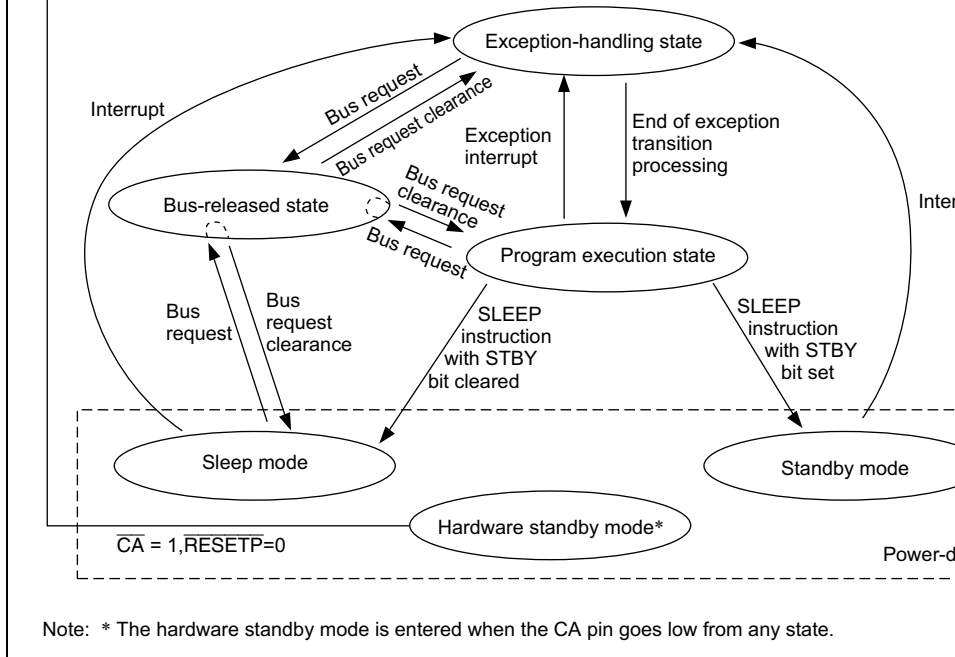 Exception-handling state
Interrupt
Bus request
Bus request clearance
Exception
interrupt
End of exception
transition
processing
Bus-released state
Bus request
clearance
Bus request
Inter
Program execution state
Bus
request
Bus
request
clearance
SLEEP
instruction
with STBY
bit cleared
SLEEP
instruction
with STBY
bit set
Sleep mode
Standby mode
Hardware standby mode*
CA = 1,RESETP=0
Power-d
Note: * The hardware standby mode is entered when the CA pin goes low from any state.